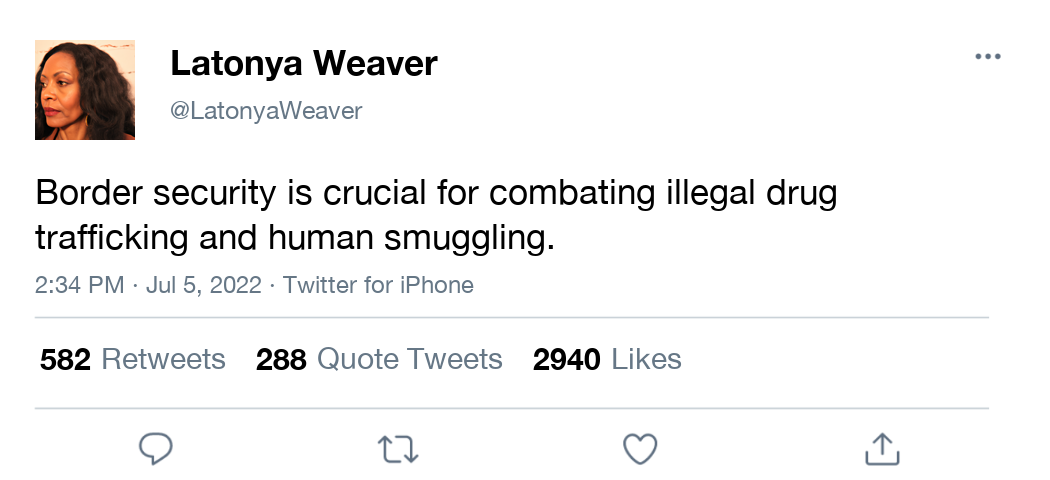 Latonya Weaver
@LatonyaWeaver
Border security is crucial for combating illegal drug
trafficking and human smuggling.
2:34 PM · Jul 5, 2022 · Twitter for iPhone
582 Retweets 288 Quote Tweets 2940 Likes